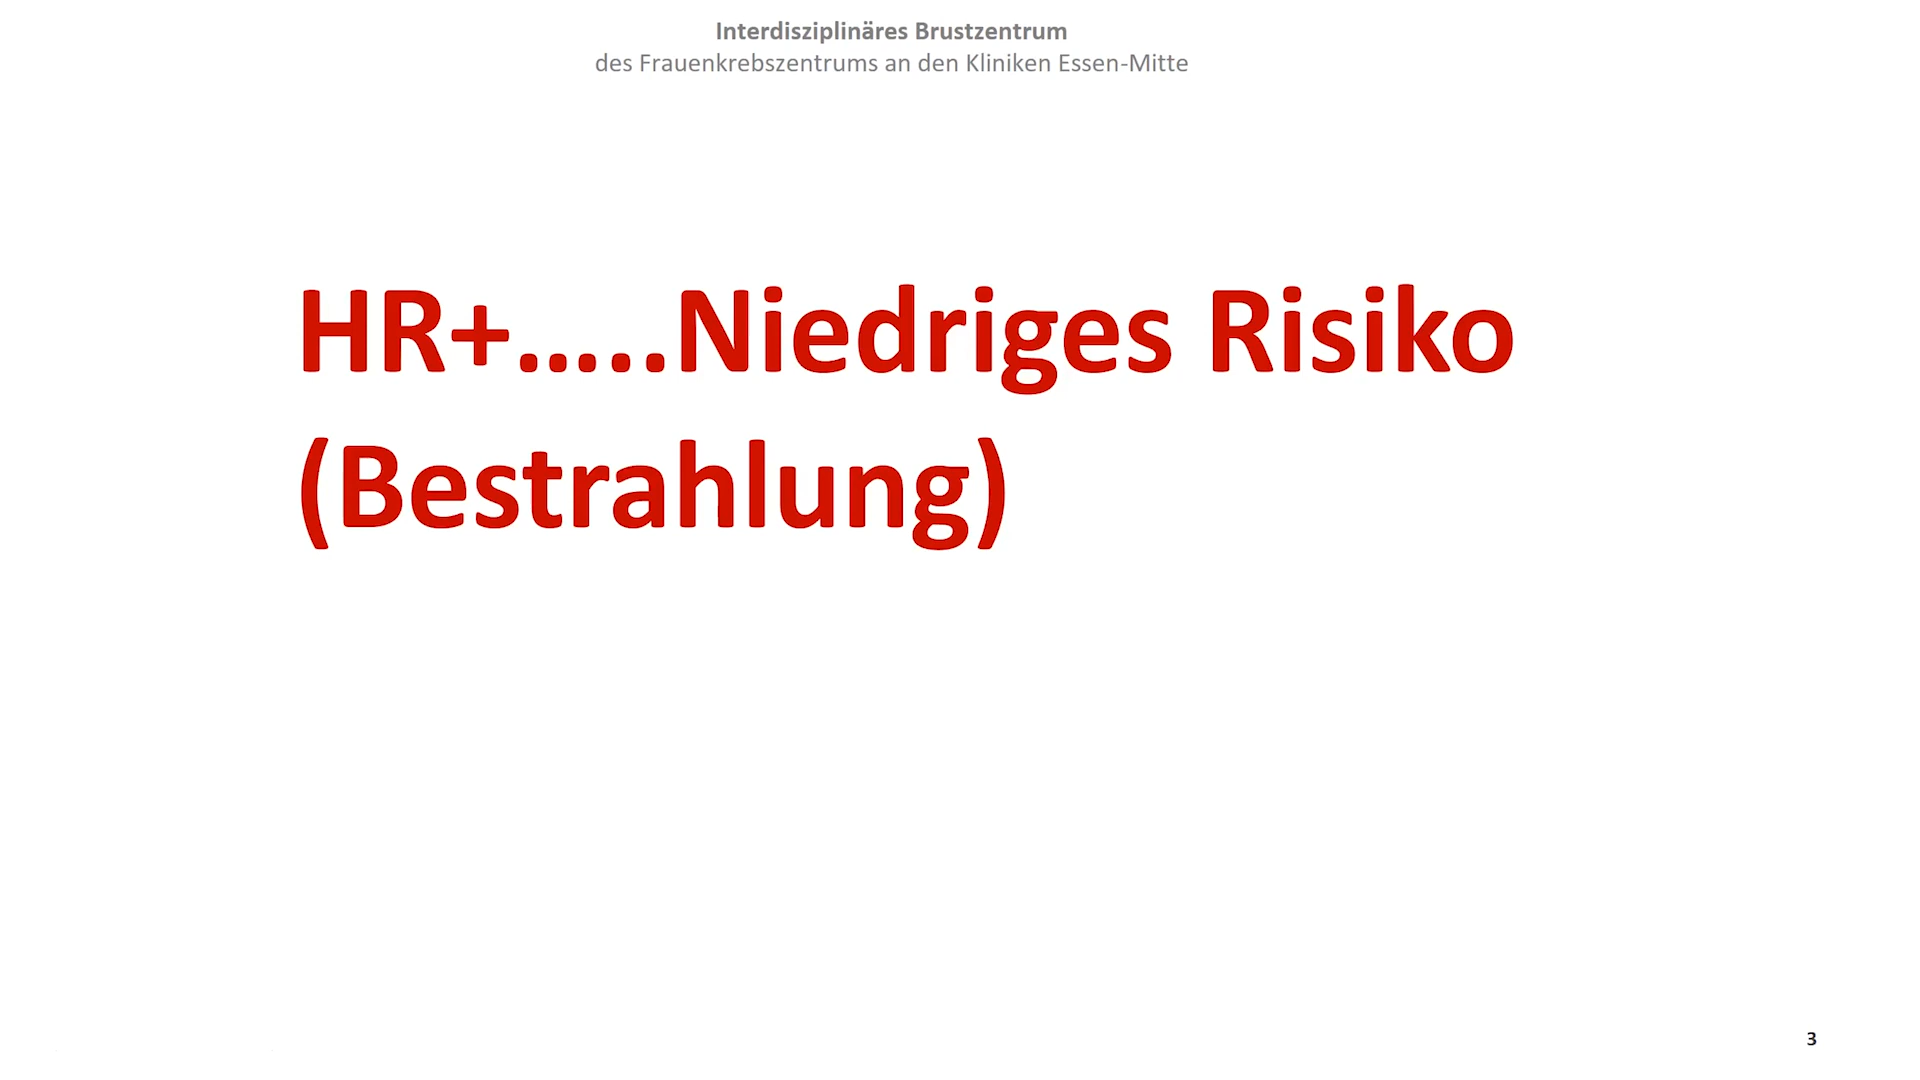 Interdisziplinäres Brustzentrum
des Frauenkrebszentrums an den Kliniken Essen-Mitte
HR+.....Niedriges Risiko
(Bestrahlung)
3